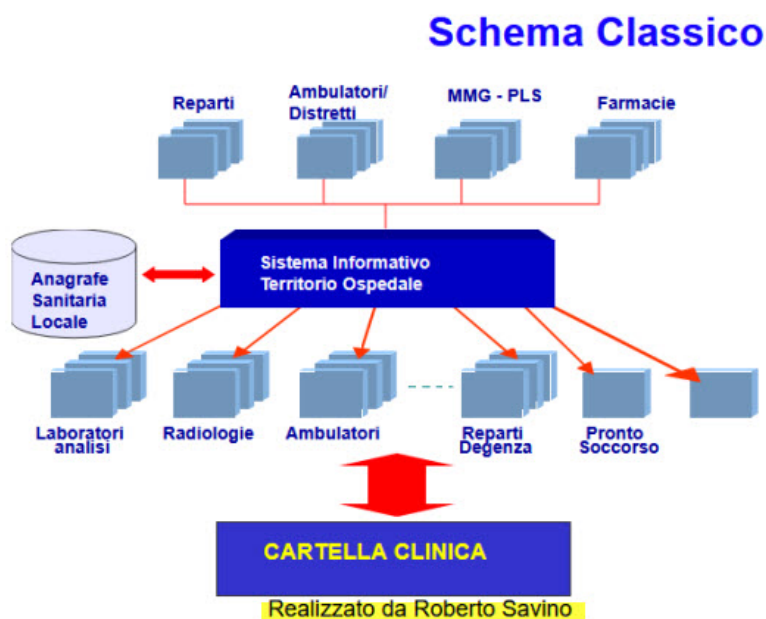 Schema Classico
Reparti
Ambulatori/
Distretti
MMG - PLS
Farmacie
Anagrafe
Sanitaria
Locale
Sistema Informativo
Territorio Ospedale
Laboratori
analisi
Radiologie
Ambulatori
Reparti
Degenza
Pronto
Soccorso
CARTELLA CLINICA
Realizzato da Roberto Savino